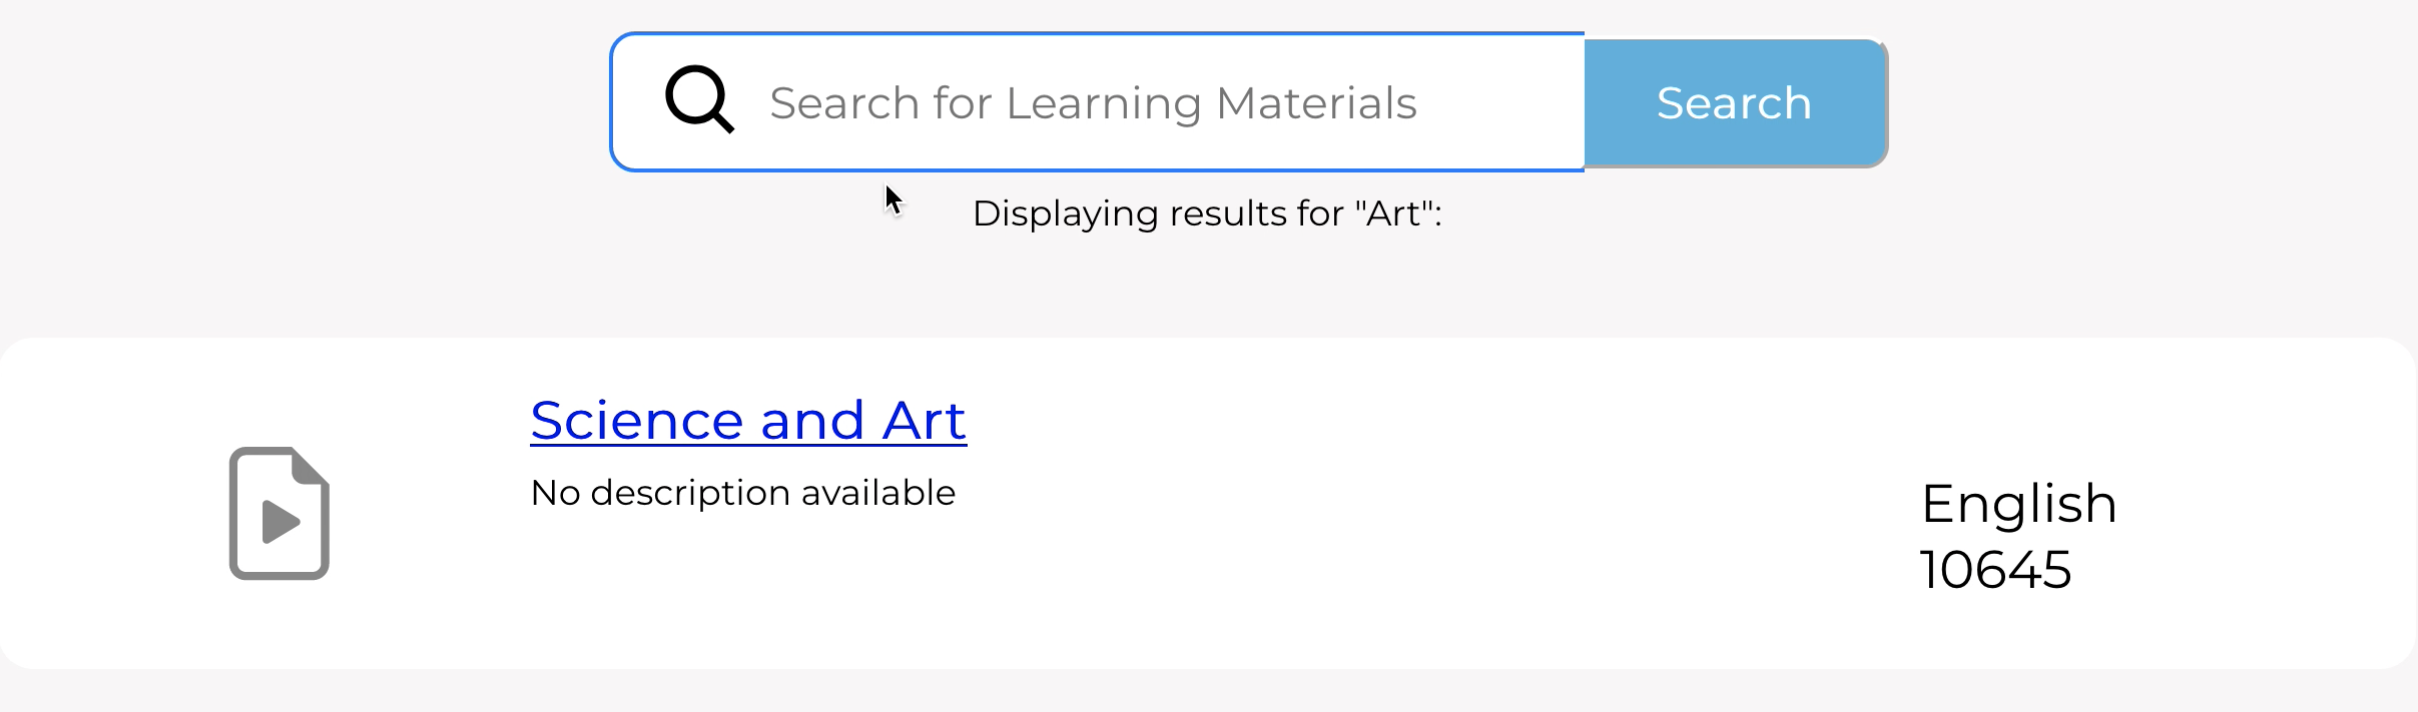 Search for Learning Materials
Search
Displaying results for "Art":
Science and Art
No description available
English
10645